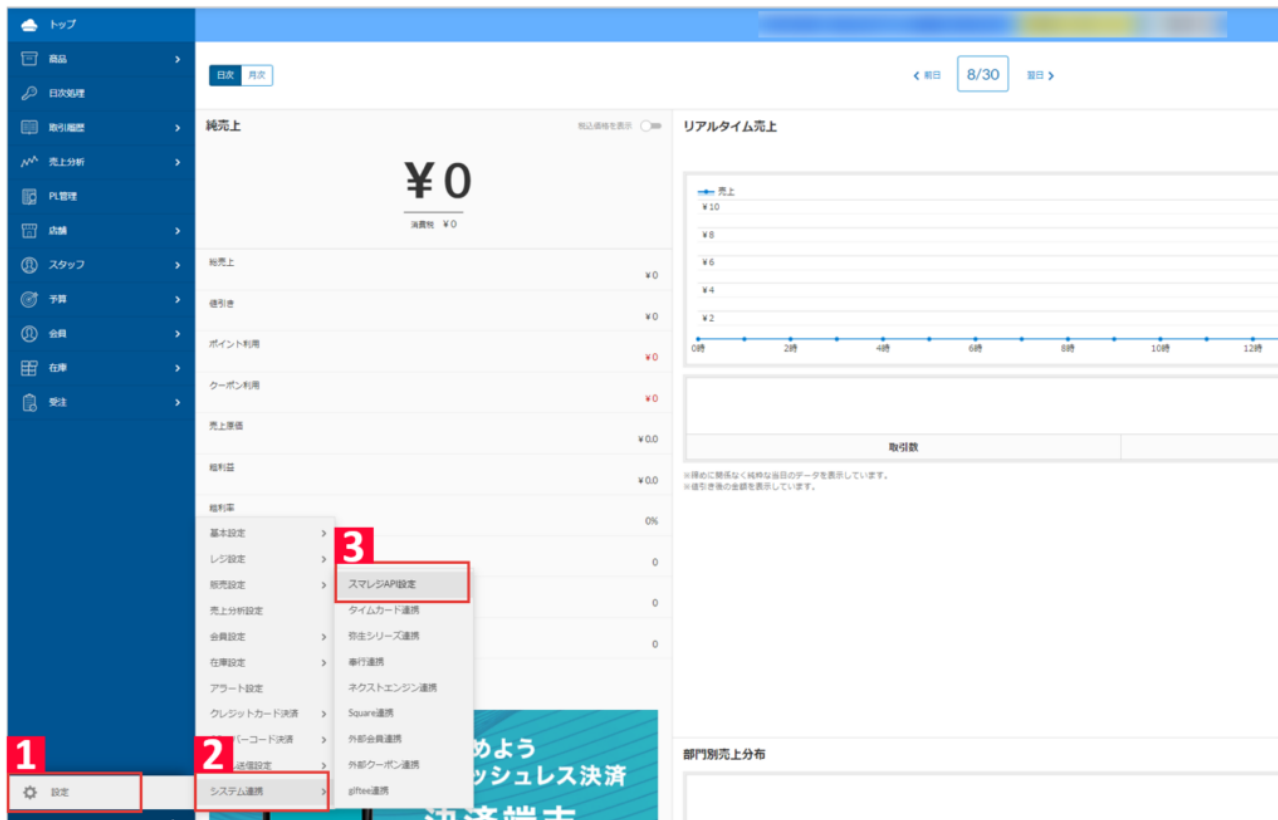 トップ
商品
日次処理
取引履歴
売上分析
PL管理
店舗
スタッフ
予算
会員
在庫
受注
1
設定
日次 月次
前日 8/30 翌日
純売上
税込価格を表示
¥0
消費税 ¥0
総売上
¥0
値引き
¥0
ポイント利用
¥0
クーポン利用
¥0
売上原価
¥0.0
粗利益
¥0.0
粗利率
0%
0
0
0
基本設定
レジ設定
販売設定
売上分析設定
会員設定
在庫設定
アラート設定
クレジットカード決済
バーコード決済
送信設定
2
システム連携
3
スマレジAPI設定
タイムカード連携
弥生シリーズ連携
奉行連携
ネクストエンジン連携
Square連携
外部会員連携
外部クーポン連携
giftee連携
めよう
ッシュレス決済
決済端末
リアルタイム売上
売上
¥10
¥8
¥6
¥4
¥2
0時 2時 4時 6時 8時 10時 12時
取引数
※締めに関係なく純粋な当日のデータを表示しています。
※値引き後の金額を表示しています。
部門別売上分布